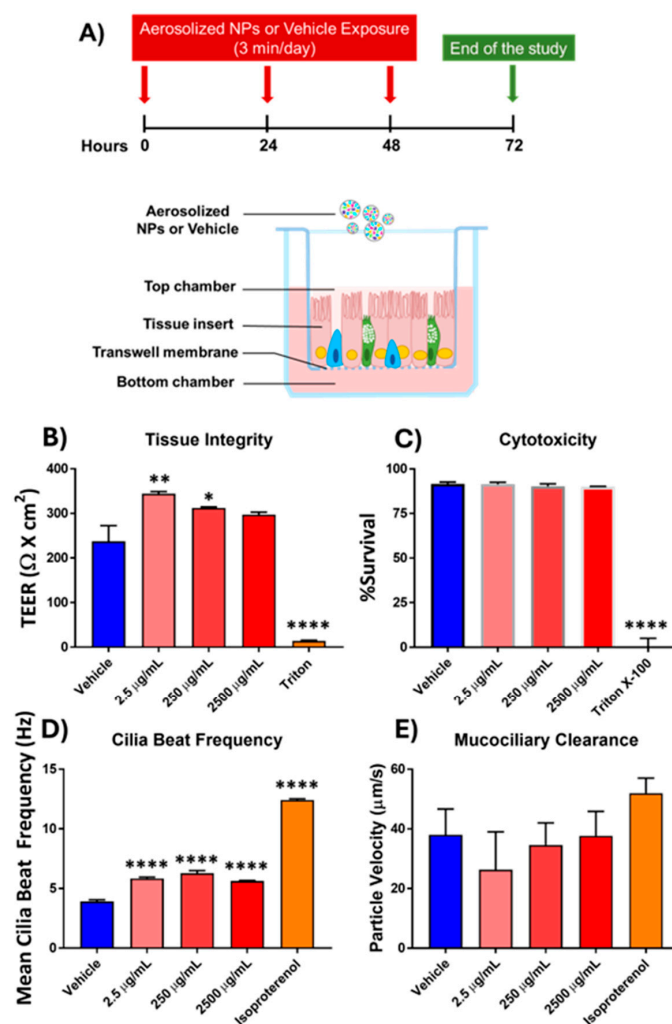 A)
Aerosolized NPs or Vehicle Exposure
(3 min/day)
End of the study
Hours 0 24 48 72
Aerosolized
NPs or Vehicle
Top chamber
Tissue insert
Transwell membrane
Bottom chamber
B) Tissue Integrity
TEER (Ω X cm²)
400
300
200
100
0
**
*
****
Vehicle
2.5 µg/mL
250 µg/mL
2500 µg/mL
Triton
C) Cytotoxicity
%Survival
100
75
50
25
0
****
Vehicle
2.5 µg/mL
250 µg/mL
2500 µg/mL
Triton X-100
D) Cilia Beat Frequency
Mean Cilia Beat Frequency (Hz)
15
10
5
0
****
****
****
****
Vehicle
2.5 µg/mL
250 µg/mL
2500 µg/mL
Isoproterenol
E) Mucociliary Clearance
Particle Velocity (µm/s)
60
40
20
0
Vehicle
2.5 µg/mL
250 µg/mL
2500 µg/mL
Isoproterenol